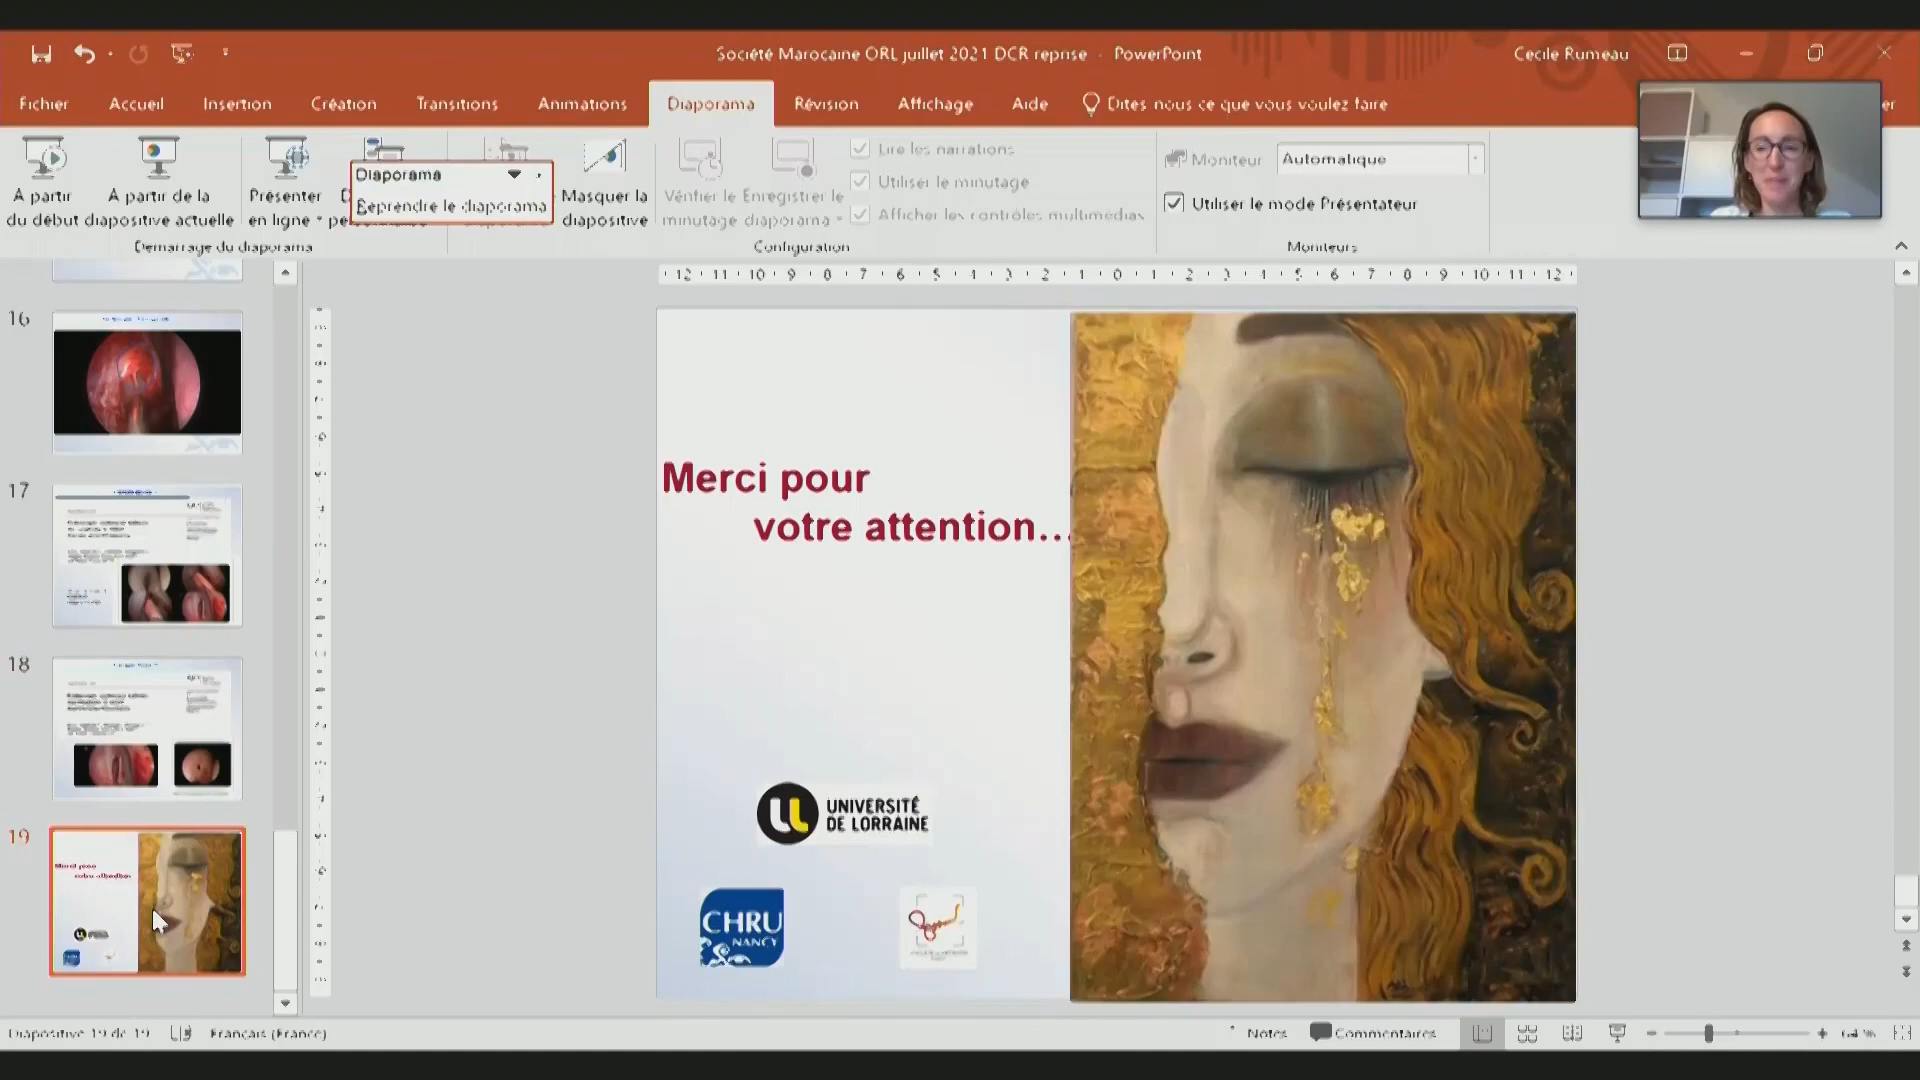 Société Marocaine ORL juillet 2021 DCR reprise - PowerPoint
Cecile Rumeau
Fichier
Accueil
Insertion
Création
Transitions
Animations
Diaporama
Révision
Affichage
Aide
Dites-nous ce que vous voulez faire
À partir
du début
À partir de la
diapositive actuelle
Présenter
en ligne
Diaporama
Reprendre le diaporama
Masquer la
diapositive
Vérifier le
minutage
Enregistrer le
diaporama
Lire les narrations
Utiliser le minutage
Afficher les contrôles multimédias
Moniteur
Automatique
Utiliser le mode Présentateur
Démarrage du diaporama
Configuration
Moniteurs
16
17
18
19
Merci pour
votre attention...
UNIVERSITÉ
DE LORRAINE
CHRU
NANCY
Diapositive 19 de 19
Français (France)
Notes
Commentaires